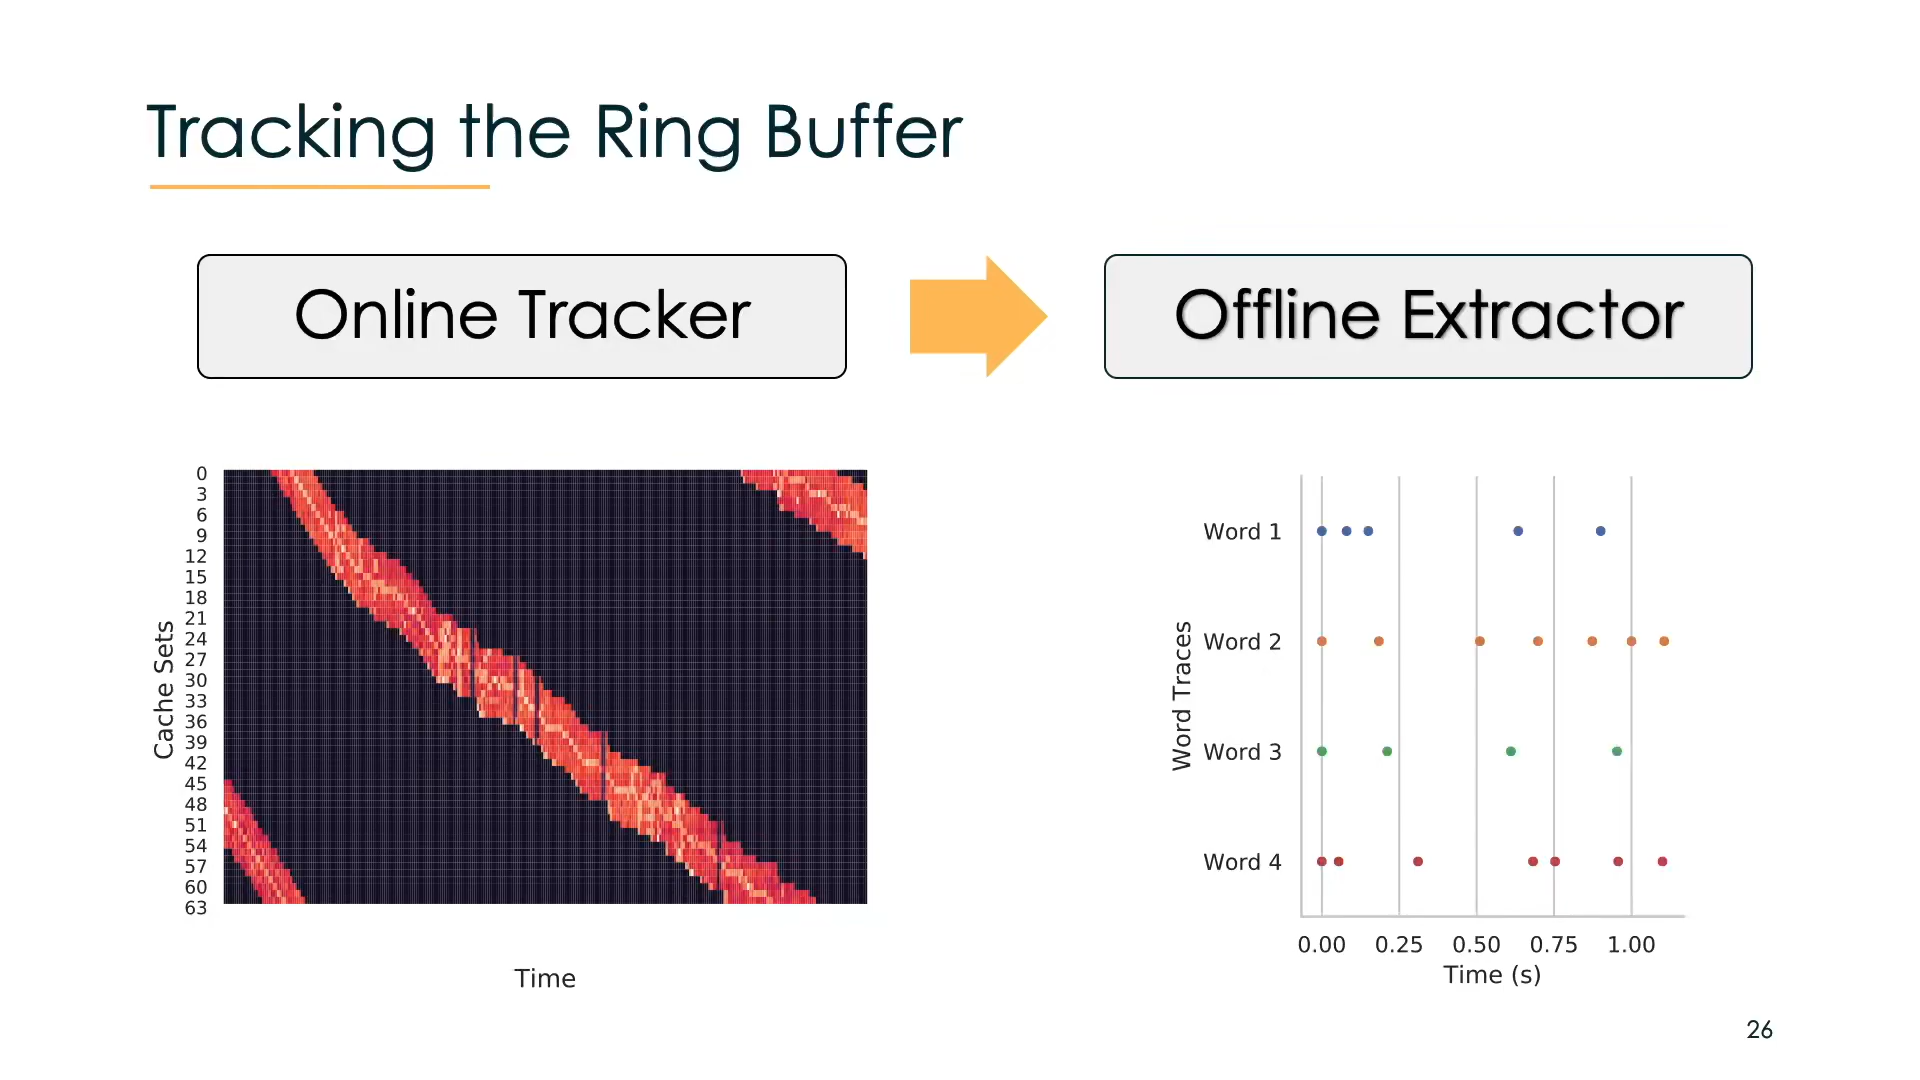 Tracking the Ring Buffer
Online Tracker
Offline Extractor
Cache Sets
0
3
6
9
12
15
18
21
24
27
30
33
36
39
42
45
48
51
54
57
60
63
Time
Word Traces
Word 1
Word 2
Word 3
Word 4
0.00 0.25 0.50 0.75 1.00
Time (s)
26